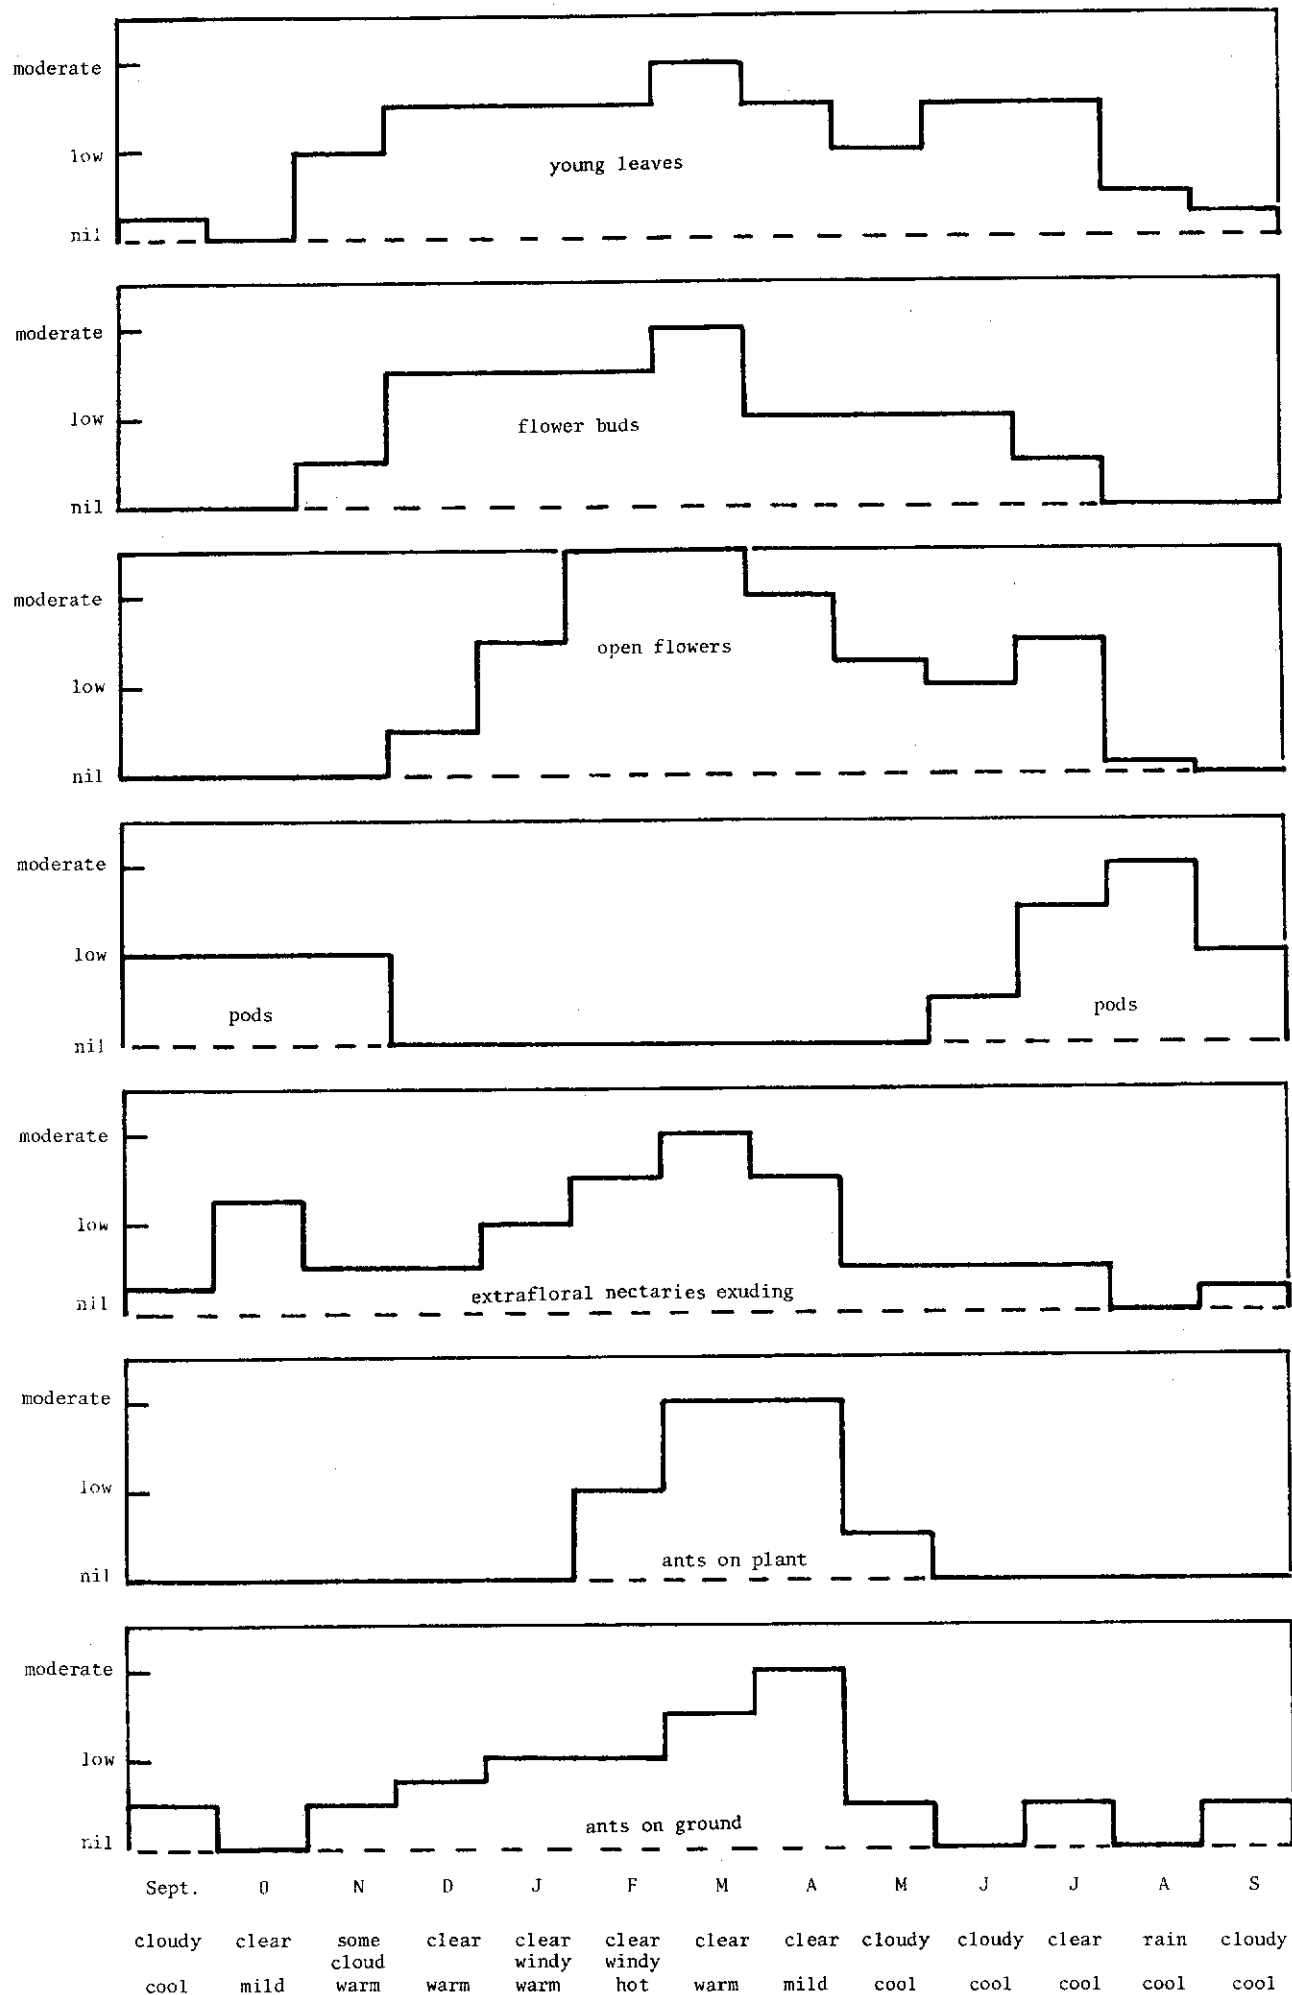 moderate
low
young leaves
nil
moderate
low
flower buds
nil
moderate
open flowers
low
nil
moderate
low
pods
pods
nil
moderate
low
extrafloral nectaries exuding
nil
moderate
low
ants on plant
nil
moderate
low
ants on ground
nil
Sept. O N D J F M A M J J A S
cloudy clear some clear clear clear clear clear cloudy cloudy clear rain cloudy
cloud windy windy
cool mild warm warm warm hot warm mild cool cool cool cool cool